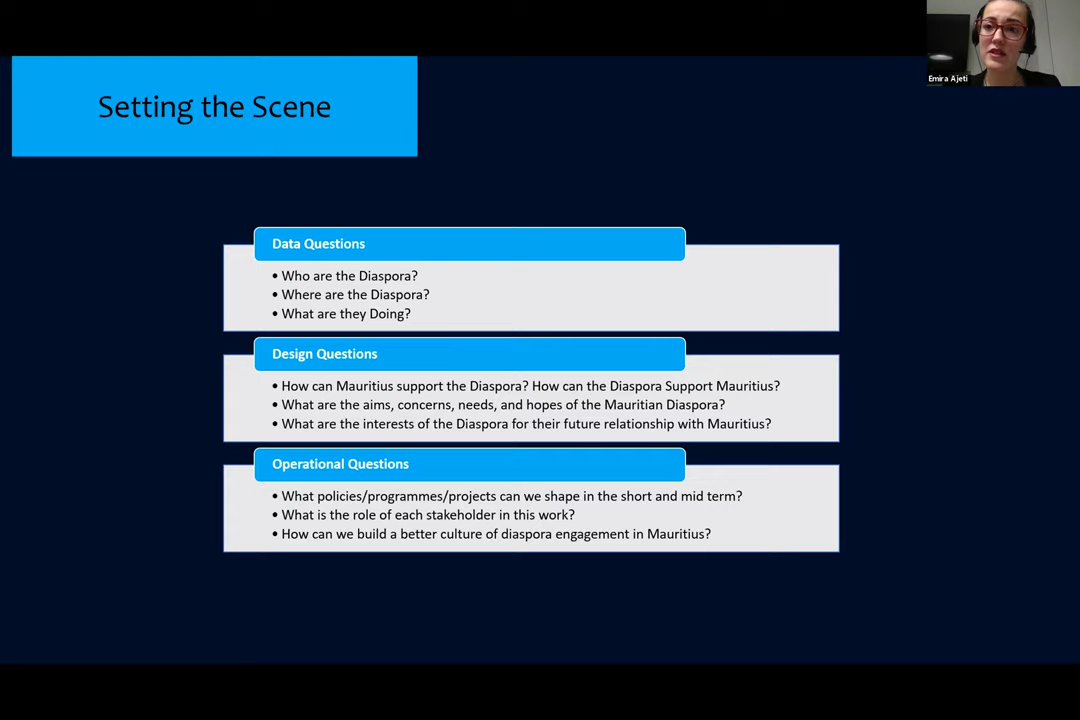 Emira Ajeti
Setting the Scene
Data Questions
• Who are the Diaspora?
• Where are the Diaspora?
• What are they Doing?
Design Questions
• How can Mauritius support the Diaspora? How can the Diaspora Support Mauritius?
• What are the aims, concerns, needs, and hopes of the Mauritian Diaspora?
• What are the interests of the Diaspora for their future relationship with Mauritius?
Operational Questions
• What policies/programmes/projects can we shape in the short and mid term?
• What is the role of each stakeholder in this work?
• How can we build a better culture of diaspora engagement in Mauritius?